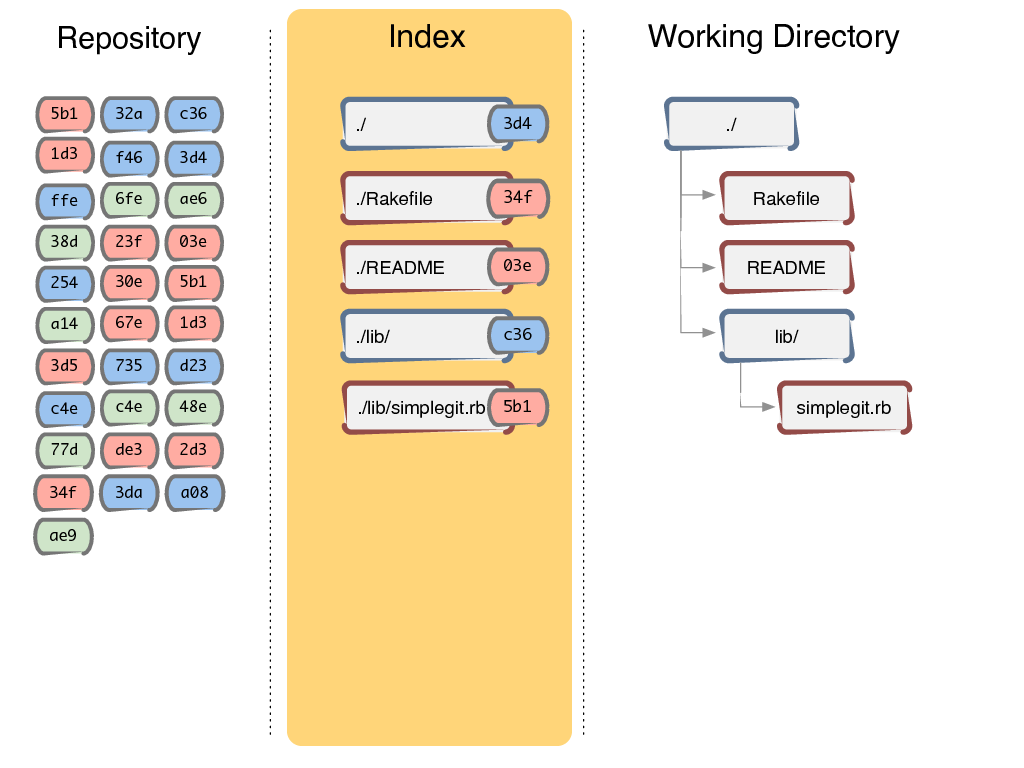 Repository
5b1 32a c36
1d3 f46 3d4
ffe 6fe ae6
38d 23f 03e
254 30e 5b1
a14 67e 1d3
3d5 735 d23
c4e c4e 48e
77d de3 2d3
34f 3da a08
ae9
Index
./ 3d4
./Rakefile 34f
./README 03e
./lib/ c36
./lib/simplegit.rb 5b1
Working Directory
./
Rakefile
README
lib/
simplegit.rb